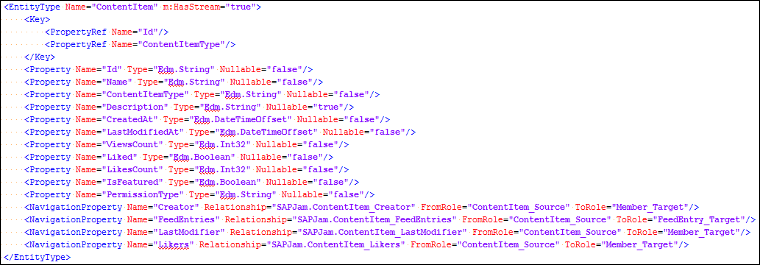 <EntityType Name="ContentItem" m:HasStream="true">
<Key>
<PropertyRef Name="Id"/>
<PropertyRef Name="ContentItemType"/>
</Key>
<Property Name="Id" Type="Edm.String" Nullable="false"/>
<Property Name="Name" Type="Edm.String" Nullable="false"/>
<Property Name="ContentItemType" Type="Edm.String" Nullable="false"/>
<Property Name="Description" Type="Edm.String" Nullable="true"/>
<Property Name="CreatedAt" Type="Edm.DateTimeOffset" Nullable="false"/>
<Property Name="LastModifiedAt" Type="Edm.DateTimeOffset" Nullable="false"/>
<Property Name="ViewsCount" Type="Edm.Int32" Nullable="false"/>
<Property Name="Liked" Type="Edm.Boolean" Nullable="false"/>
<Property Name="LikesCount" Type="Edm.Int32" Nullable="false"/>
<Property Name="IsFeatured" Type="Edm.Boolean" Nullable="false"/>
<Property Name="PermissionType" Type="Edm.String" Nullable="false"/>
<NavigationProperty Name="Creator" Relationship="SAPJam.ContentItem_Creator" FromRole="ContentItem_Source" ToRole="Member_Target"/>
<NavigationProperty Name="FeedEntries" Relationship="SAPJam.ContentItem_FeedEntries" FromRole="ContentItem_Source" ToRole="FeedEntry_Target"/>
<NavigationProperty Name="LastModifier" Relationship="SAPJam.ContentItem_LastModifier" FromRole="ContentItem_Source" ToRole="Member_Target"/>
<NavigationProperty Name="Likers" Relationship="SAPJam.ContentItem_Likers" FromRole="ContentItem_Source" ToRole="Member_Target"/>
</EntityType>